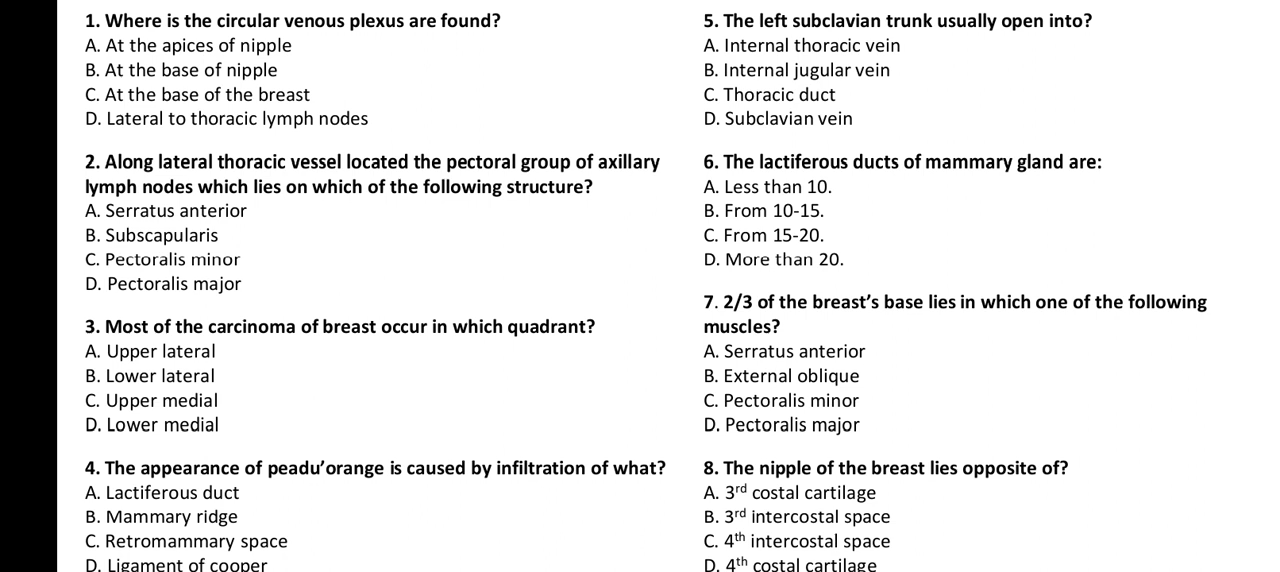 1. Where is the circular venous plexus are found?
A. At the apices of nipple
B. At the base of nipple
C. At the base of the breast
D. Lateral to thoracic lymph nodes
2. Along lateral thoracic vessel located the pectoral group of axillary
lymph nodes which lies on which of the following structure?
A. Serratus anterior
B. Subscapularis
C. Pectoralis minor
D. Pectoralis major
3. Most of the carcinoma of breast occur in which quadrant?
A. Upper lateral
B. Lower lateral
C. Upper medial
D. Lower medial
4. The appearance of peadu’orange is caused by infiltration of what?
A. Lactiferous duct
B. Mammary ridge
C. Retromammary space
D. Ligament of cooper
5. The left subclavian trunk usually open into?
A. Internal thoracic vein
B. Internal jugular vein
C. Thoracic duct
D. Subclavian vein
6. The lactiferous ducts of mammary gland are:
A. Less than 10.
B. From 10-15.
C. From 15-20.
D. More than 20.
7. 2/3 of the breast’s base lies in which one of the following
muscles?
A. Serratus anterior
B. External oblique
C. Pectoralis minor
D. Pectoralis major
8. The nipple of the breast lies opposite of?
A. 3rd costal cartilage
B. 3rd intercostal space
C. 4th intercostal space
D. 4th costal cartilage